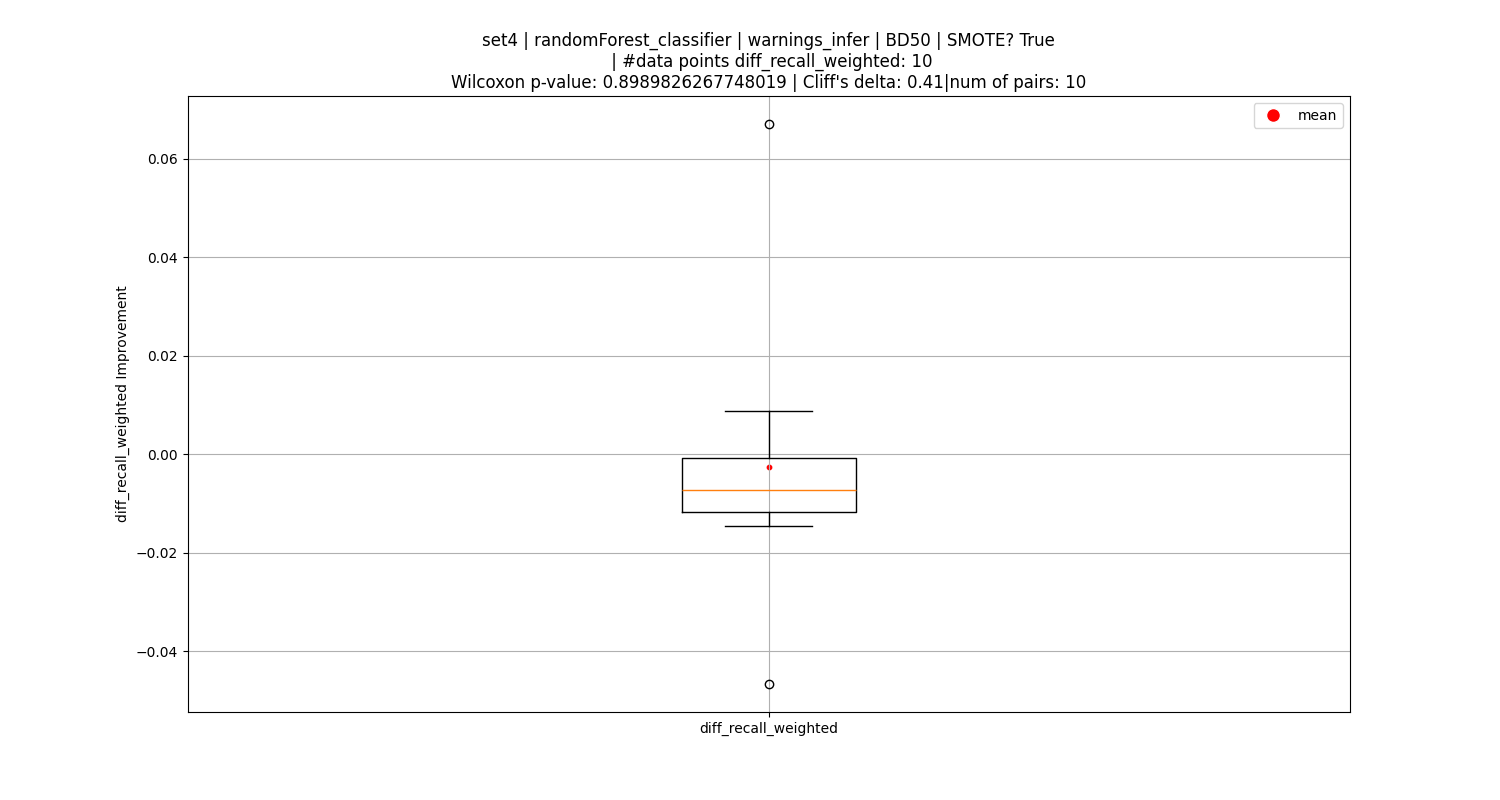 set4 | randomForest_classifier | warnings_infer | BD50 | SMOTE? True
| #data points diff_recall_weighted: 10
Wilcoxon p-value: 0.8989826267748019 | Cliff's delta: 0.41|num of pairs: 10
mean
0.06
0.04
0.02
0.00
−0.02
−0.04
diff_recall_weighted Improvement
diff_recall_weighted